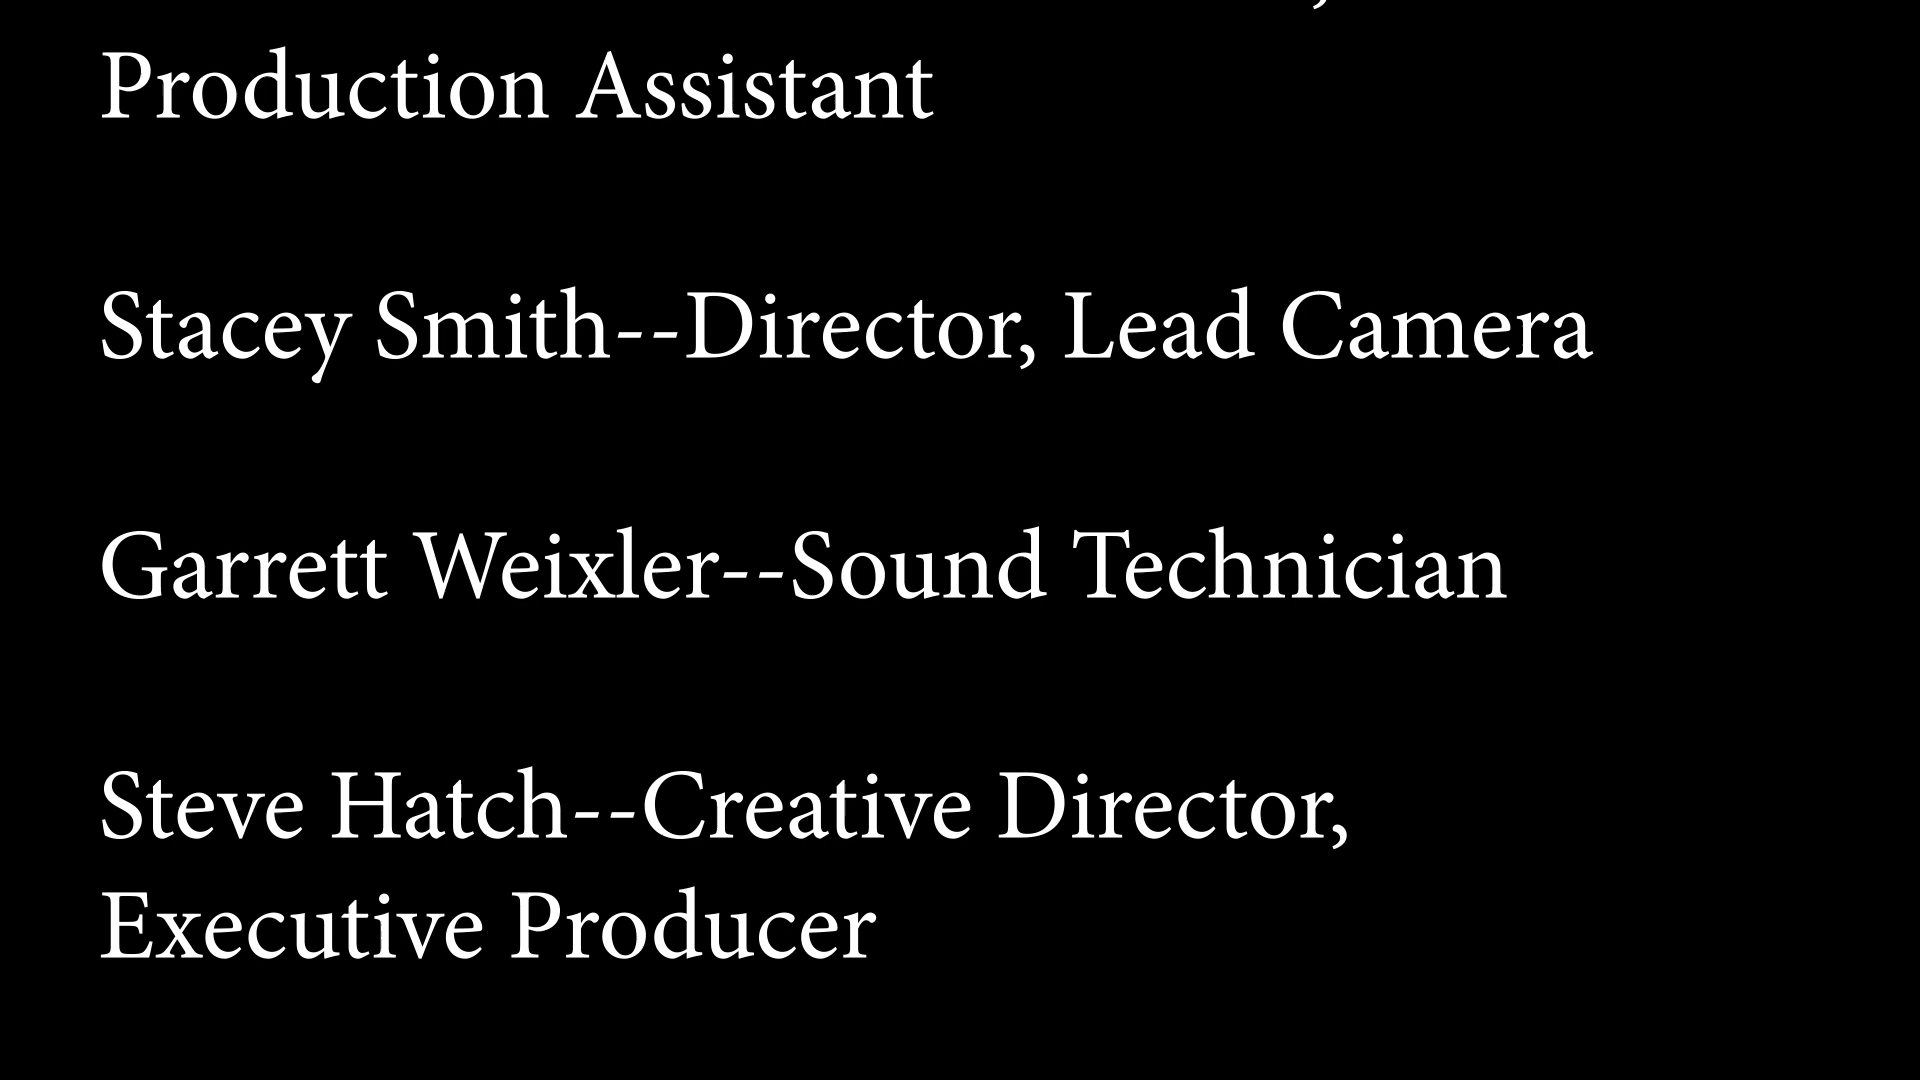 Production Assistant
Stacey Smith--Director, Lead Camera
Garrett Weixler--Sound Technician
Steve Hatch--Creative Director,
Executive Producer